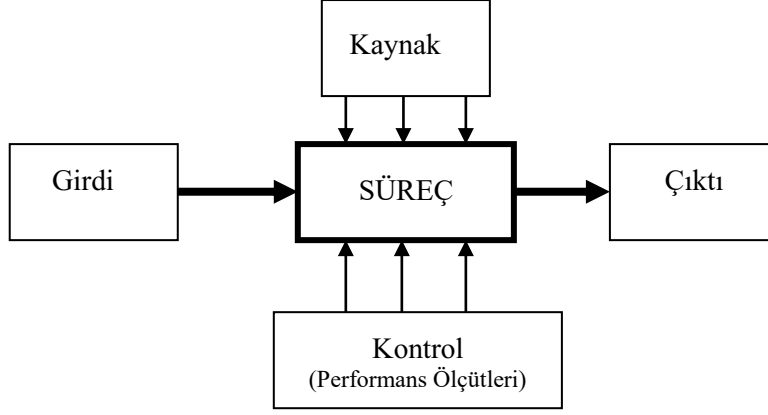 Kaynak
Girdi
SÜREÇ
Çıktı
Kontrol
(Performans Ölçütleri)